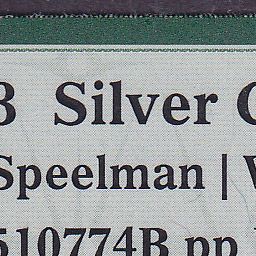 3 Silver C
Speelman | W
510774B pp